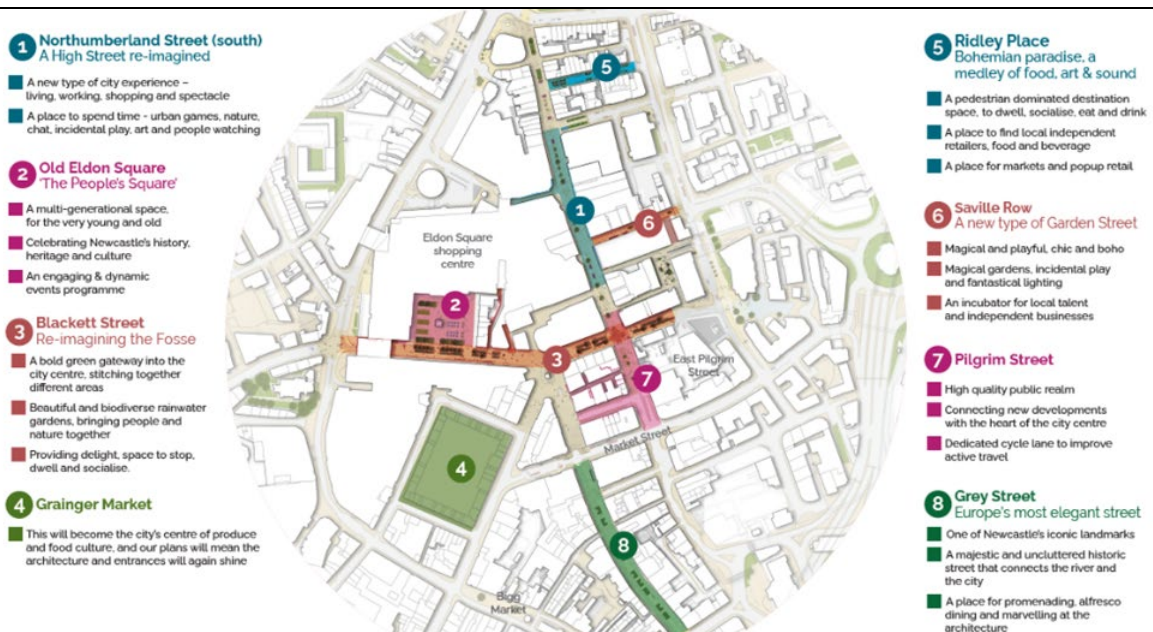 1 Northumberland Street (south)
A High Street re-imagined
A new type of city experience –
living, working, shopping and spectacle
A place to spend time - urban games, nature,
chat, incidental play, art and people watching
2 Old Eldon Square
'The People's Square'
A multi-generational space,
for the very young and old
Celebrating Newcastle's history,
heritage and culture
An engaging & dynamic
events programme
3 Blackett Street
Re-imagining the Fosse
A bold green gateway into the
city centre, stitching together
different areas
Beautiful and biodiverse rainwater
gardens, bringing people and
nature together
Providing delight, space to stop,
dwell and socialise.
4 Grainger Market
This will become the city's centre of produce
and food culture, and our plans will mean the
architecture and entrances will again shine
5
1
6
Eldon Square
shopping
centre
2
3
East Pilgrim
Street
7
Market Street
4
8
Bigg
Market
5 Ridley Place
Bohemian paradise, a
medley of food, art & sound
A pedestrian dominated destination
space, to dwell, socialise, eat and drink
A place to find local independent
retailers, food and beverage
A place for markets and popup retail
6 Saville Row
A new type of Garden Street
Magical and playful, chic and boho
Magical gardens, incidental play
and fantastical lighting
An incubator for local talent
and independent businesses
7 Pilgrim Street
High quality public realm
Connecting new developments
with the heart of the city centre
Dedicated cycle lane to improve
active travel
8 Grey Street
Europe's most elegant street
One of Newcastle's iconic landmarks
A majestic and uncluttered historic
street that connects the river and
the city
A place for promenading, alfresco
dining and marvelling at the
architecture